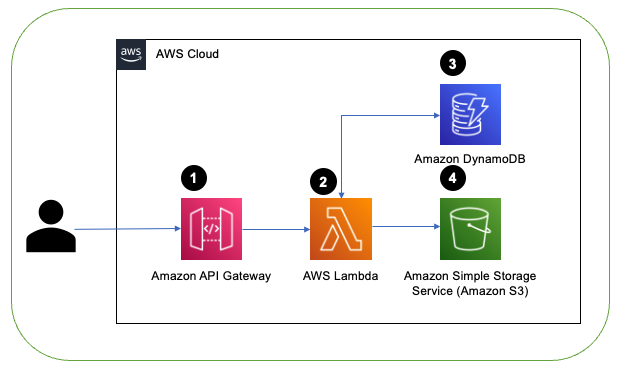 aws
AWS Cloud
3
Amazon DynamoDB
1
2
4
</>
Amazon API Gateway
AWS Lambda
Amazon Simple Storage
Service (Amazon S3)